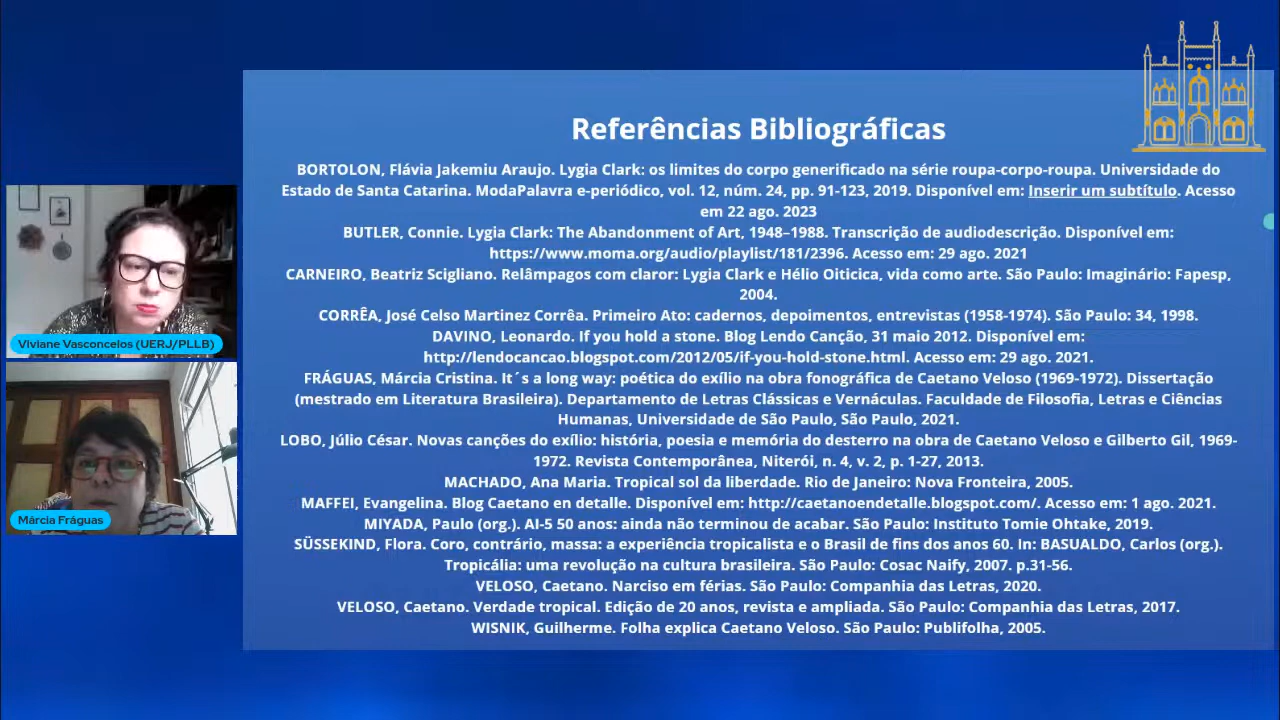 Referências Bibliográficas
BORTOLON, Flávia Jakemiu Araujo. Lygia Clark: os limites do corpo generificado na série roupa-corpo-roupa. Universidade do
Estado de Santa Catarina. ModaPalavra e-periódico, vol. 12, núm. 24, pp. 91-123, 2019. Disponível em: Inserir um subtítulo. Acesso
em 22 ago. 2023
BUTLER, Connie. Lygia Clark: The Abandonment of Art, 1948–1988. Transcrição de audiodescrição. Disponível em:
https://www.moma.org/audio/playlist/181/2396. Acesso em: 29 ago. 2021
CARNEIRO, Beatriz Scigliano. Relâmpagos com claror: Lygia Clark e Hélio Oiticica, vida como arte. São Paulo: Imaginário: Fapesp,
2004.
CORRÊA, José Celso Martinez Corrêa. Primeiro Ato: cadernos, depoimentos, entrevistas (1958-1974). São Paulo: 34, 1998.
DAVINO, Leonardo. If you hold a stone. Blog Lendo Canção, 31 maio 2012. Disponível em:
http://lendocancao.blogspot.com/2012/05/if-you-hold-stone.html. Acesso em: 29 ago. 2021.
FRÁGUAS, Márcia Cristina. It´s a long way: poética do exílio na obra fonográfica de Caetano Veloso (1969-1972). Dissertação
(mestrado em Literatura Brasileira). Departamento de Letras Clássicas e Vernáculas. Faculdade de Filosofia, Letras e Ciências
Humanas, Universidade de São Paulo, São Paulo, 2021.
LOBO, Júlio César. Novas canções do exílio: história, poesia e memória do desterro na obra de Caetano Veloso e Gilberto Gil, 1969-
1972. Revista Contemporânea, Niterói, n. 4, v. 2, p. 1-27, 2013.
MACHADO, Ana Maria. Tropical sol da liberdade. Rio de Janeiro: Nova Fronteira, 2005.
MAFFEI, Evangelina. Blog Caetano en detalle. Disponível em: http://caetanoendetalle.blogspot.com/. Acesso em: 1 ago. 2021.
MIYADA, Paulo (org.). AI-5 50 anos: ainda não terminou de acabar. São Paulo: Instituto Tomie Ohtake, 2019.
SÜSSEKIND, Flora. Coro, contrário, massa: a experiência tropicalista e o Brasil de fins dos anos 60. In: BASUALDO, Carlos (org.).
Tropicália: uma revolução na cultura brasileira. São Paulo: Cosac Naify, 2007. p.31-56.
VELOSO, Caetano. Narciso em férias. São Paulo: Companhia das Letras, 2020.
VELOSO, Caetano. Verdade tropical. Edição de 20 anos, revista e ampliada. São Paulo: Companhia das Letras, 2017.
WISNIK, Guilherme. Folha explica Caetano Veloso. São Paulo: Publifolha, 2005.
Viviane Vasconcelos (UERJ/PLLB)
Márcia Fráguas